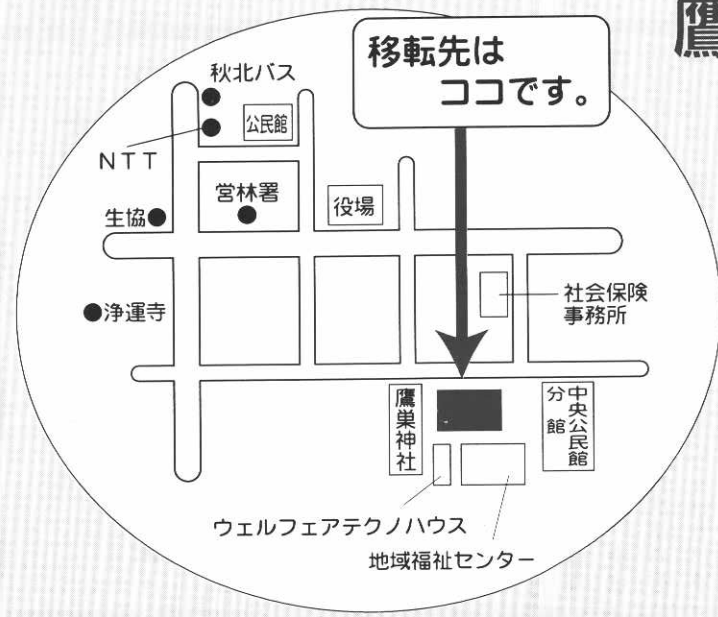 鷹
移転先は
ココです。
秋北バス
公民館
NTT
営林署
役場
生協
社会保険
事務所
浄運寺
鷹巣神社
中央公民館
分館
ウェルフェアテクノハウス
地域福祉センター